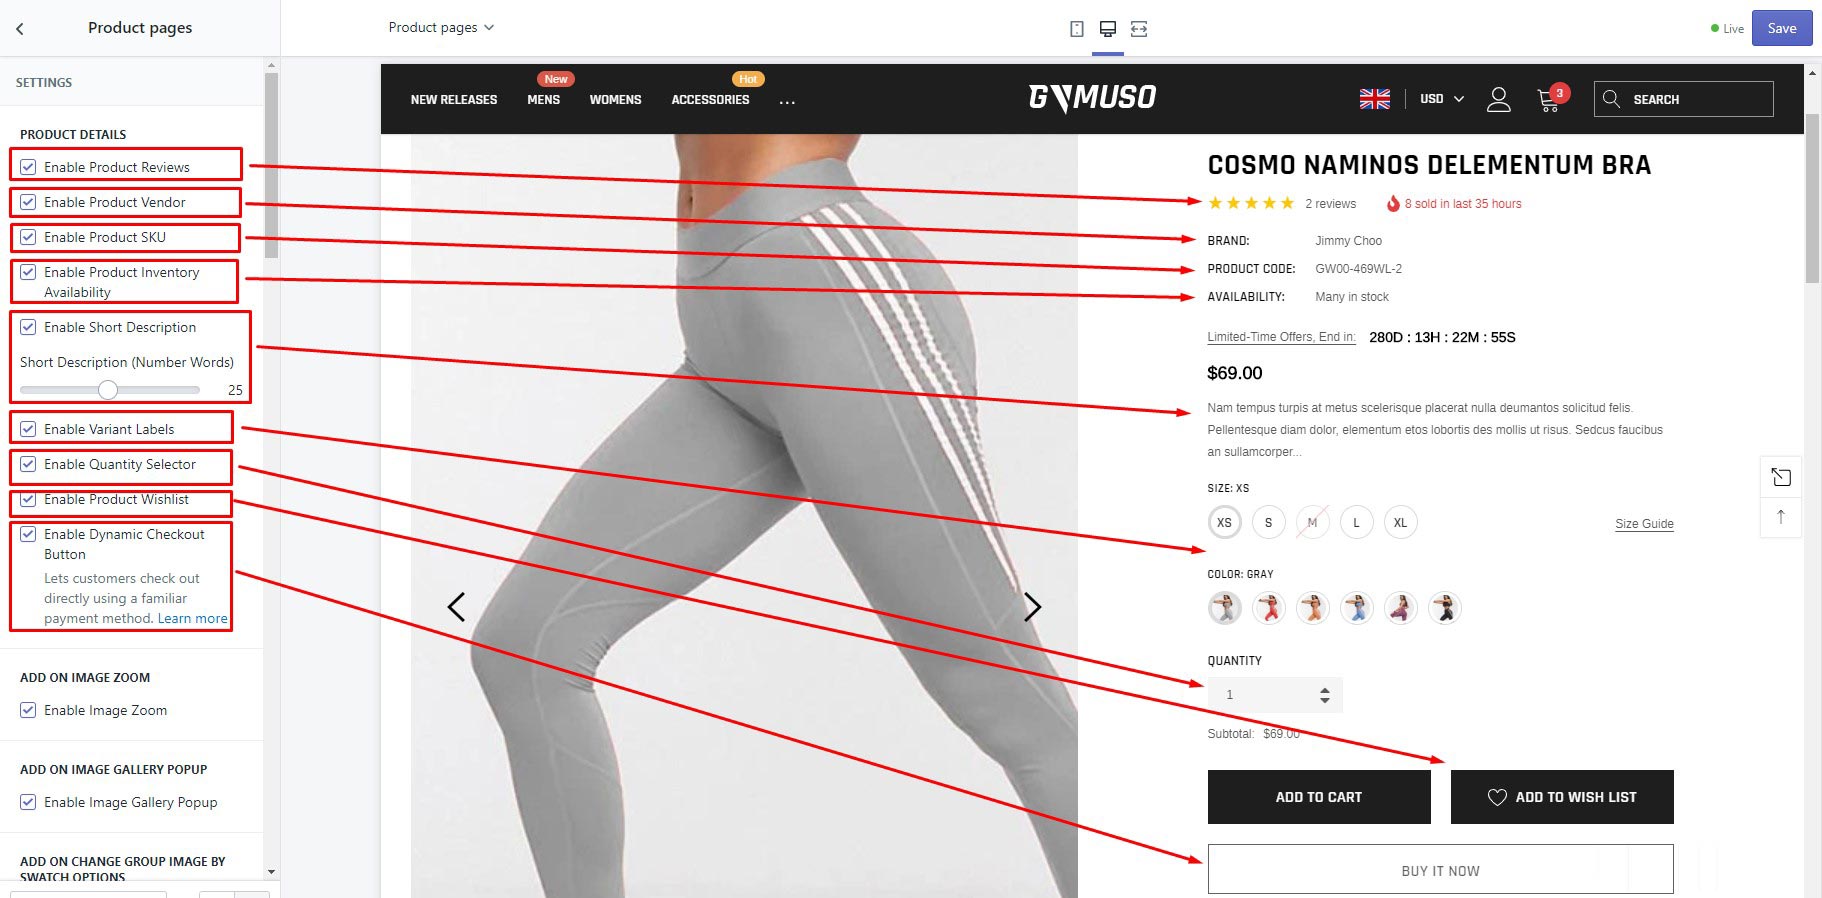 Product pages
SETTINGS
PRODUCT DETAILS
Enable Product Reviews
Enable Product Vendor
Enable Product SKU
Enable Product Inventory
Availability
Enable Short Description
Short Description (Number Words)
25
Enable Variant Labels
Enable Quantity Selector
Enable Product Wishlist
Enable Dynamic Checkout
Button
Lets customers check out
directly using a familiar
payment method. Learn more
ADD ON IMAGE ZOOM
Enable Image Zoom
ADD ON IMAGE GALLERY POPUP
Enable Image Gallery Popup
ADD ON CHANGE GROUP IMAGE BY
SWATCH OPTIONS
Product pages
Live
Save
New
Hot
NEW RELEASES MENS WOMENS ACCESSORIES ...
GYMUSO
USD
3
SEARCH
COSMO NAMINOS DELEMENTUM BRA
2 reviews
8 sold in last 35 hours
BRAND: Jimmy Choo
PRODUCT CODE: GW00-469WL-2
AVAILABILITY: Many in stock
Limited-Time Offers, End in: 280D : 13H : 22M : 55S
$69.00
Nam tempus turpis at metus scelerisque placerat nulla deumantos solicitud felis.
Pellentesque diam dolor, elementum etos lobortis des mollis ut risus. Sedcus faucibus
an sullamcorper...
SIZE: XS
XS S M L XL
Size Guide
COLOR: GRAY
QUANTITY
1
Subtotal: $69.00
ADD TO CART
ADD TO WISH LIST
BUY IT NOW